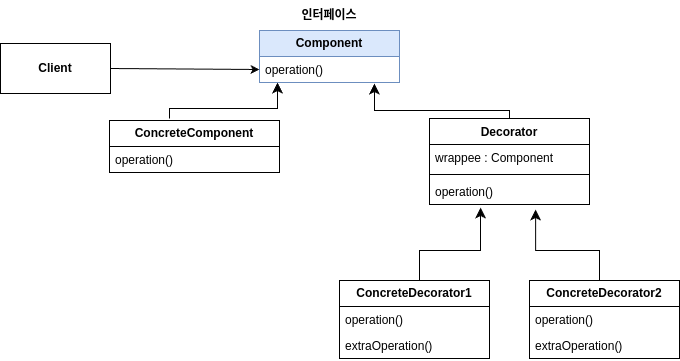 인터페이스
Component
operation()
Client
ConcreteComponent
operation()
Decorator
wrappee : Component
operation()
ConcreteDecorator1
operation()
extraOperation()
ConcreteDecorator2
operation()
extraOperation()